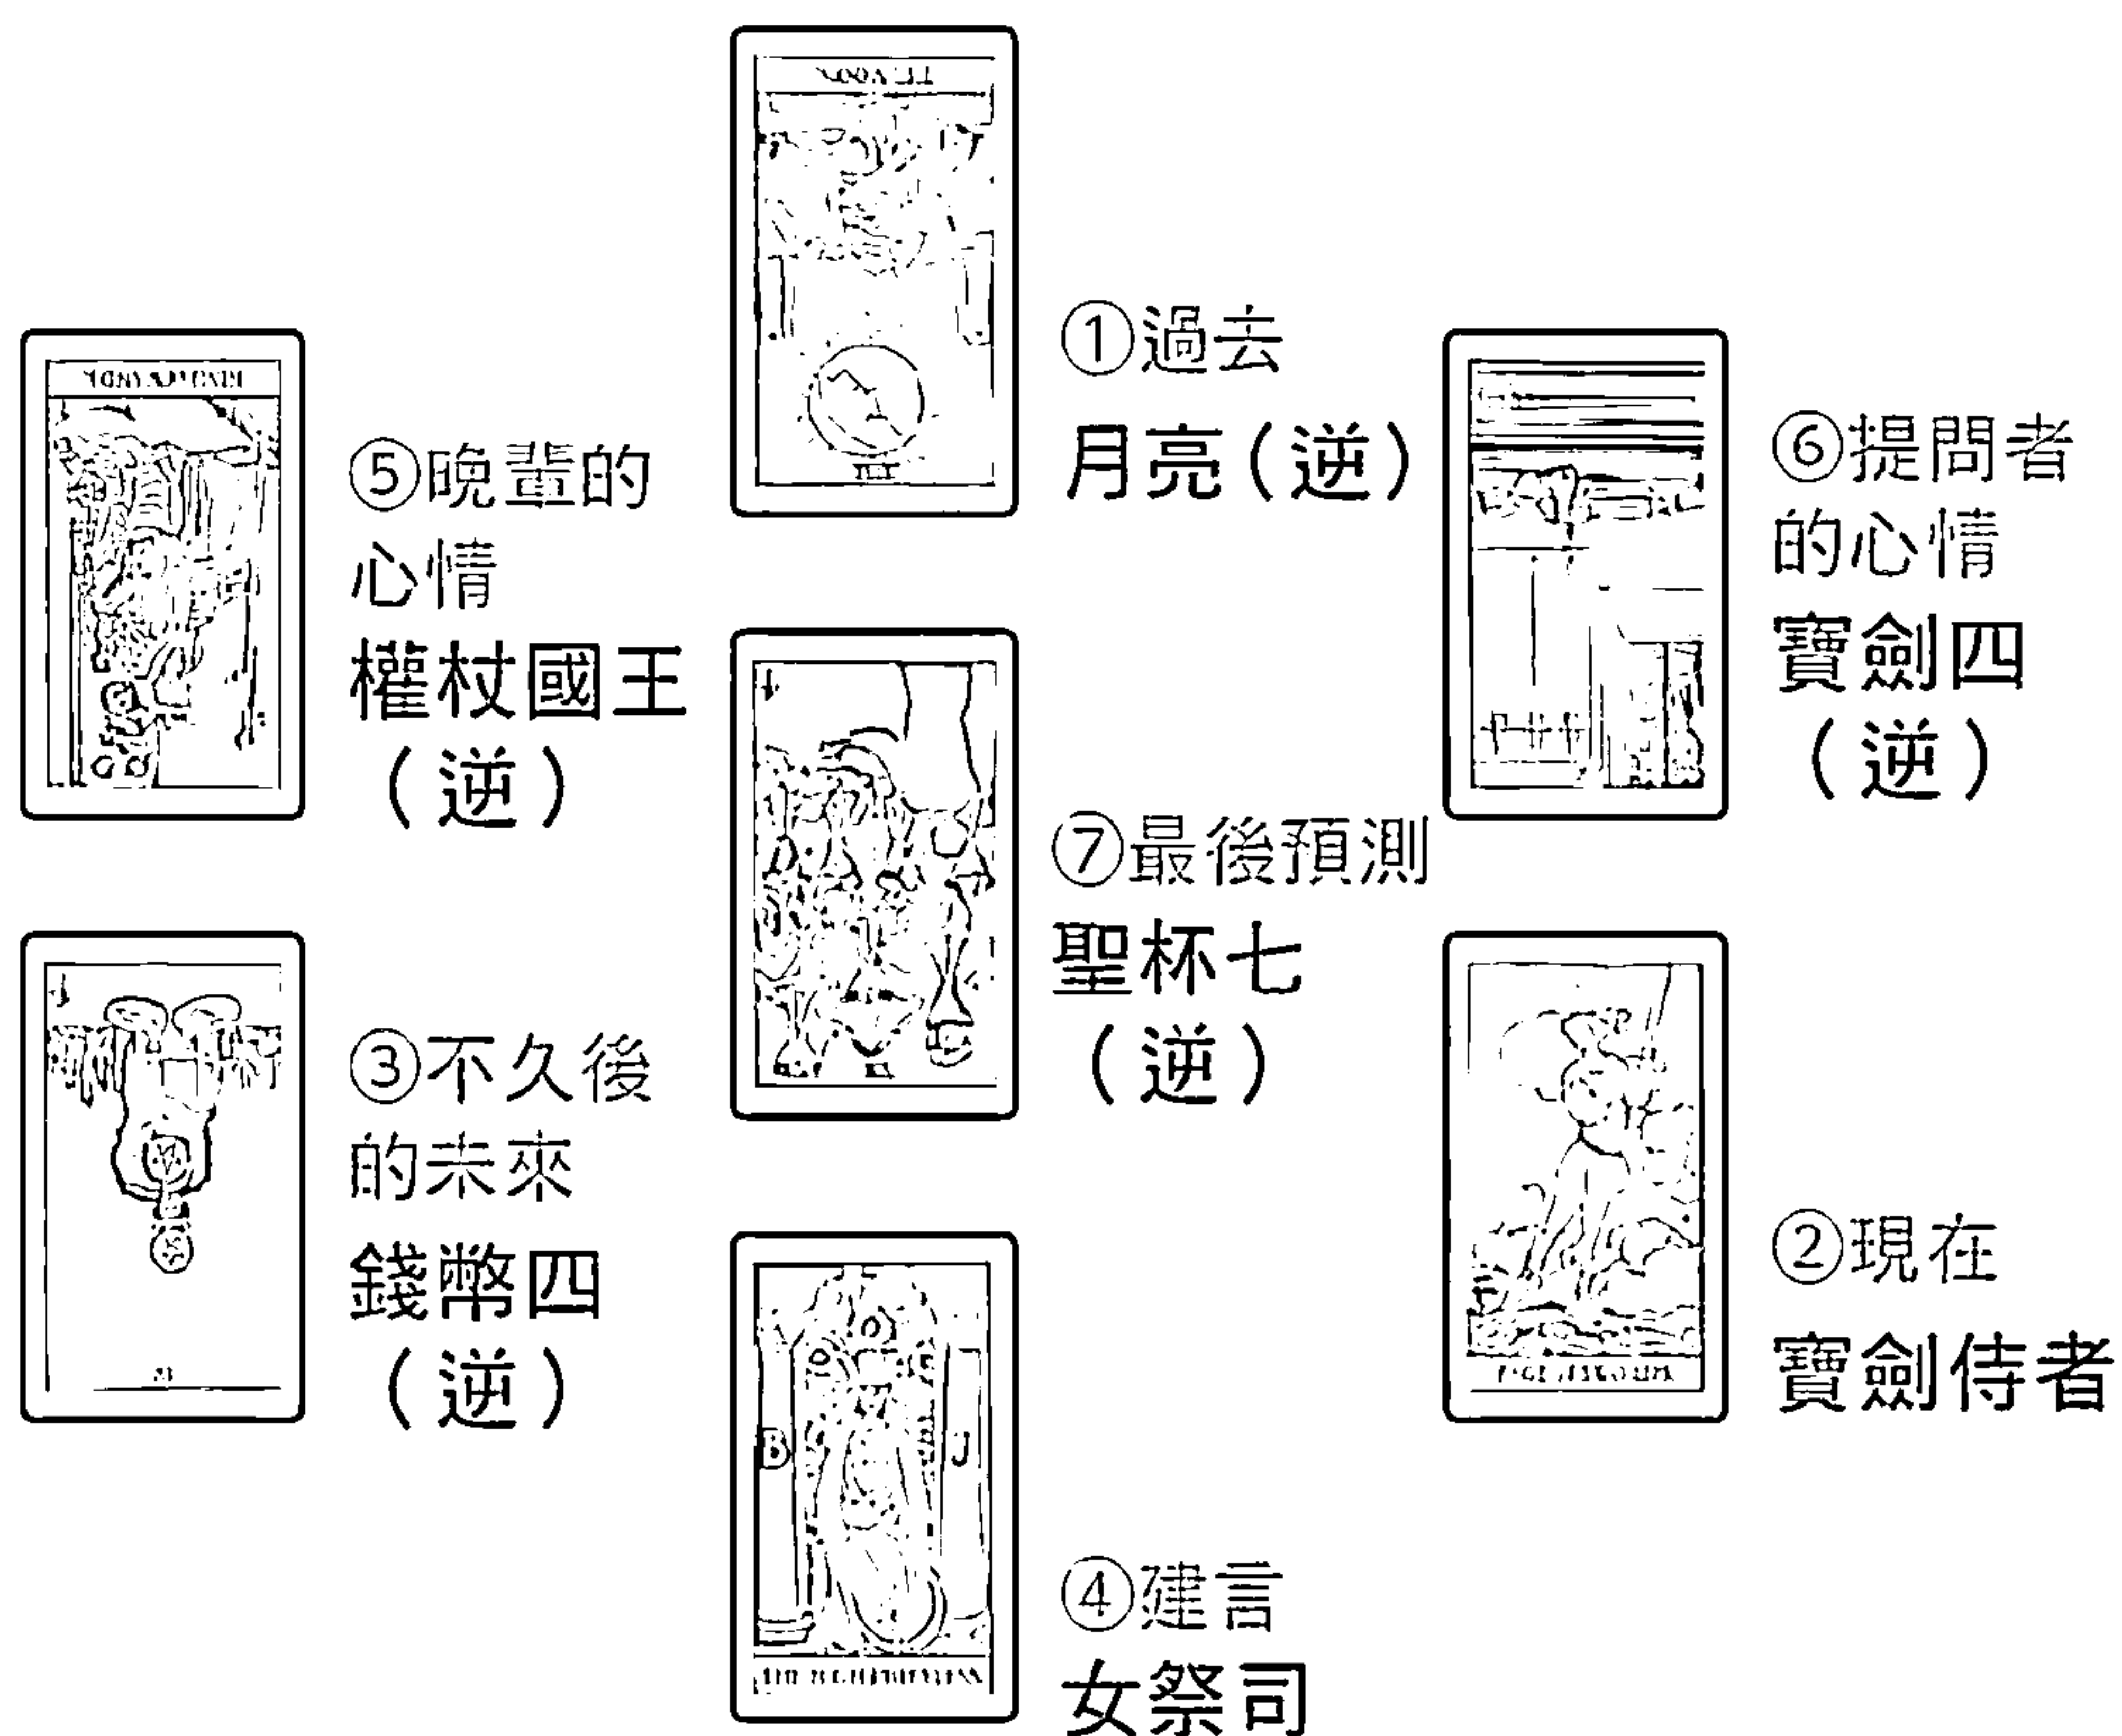 ①過去
月亮（逆）
⑤晚輩的
心情
權杖國王
（逆）
⑥提問者
的心情
寶劍四
（逆）
⑦最後預測
聖杯七
（逆）
③不久後
的未來
錢幣四
（逆）
②現在
寶劍侍者
B J
④建言
女祭司